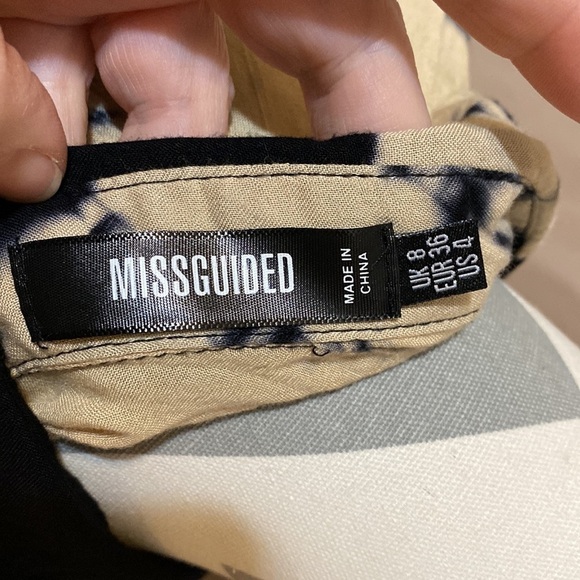 MISSGUIDED
MADE IN
CHINA
UK 8
EUR 36
US 4